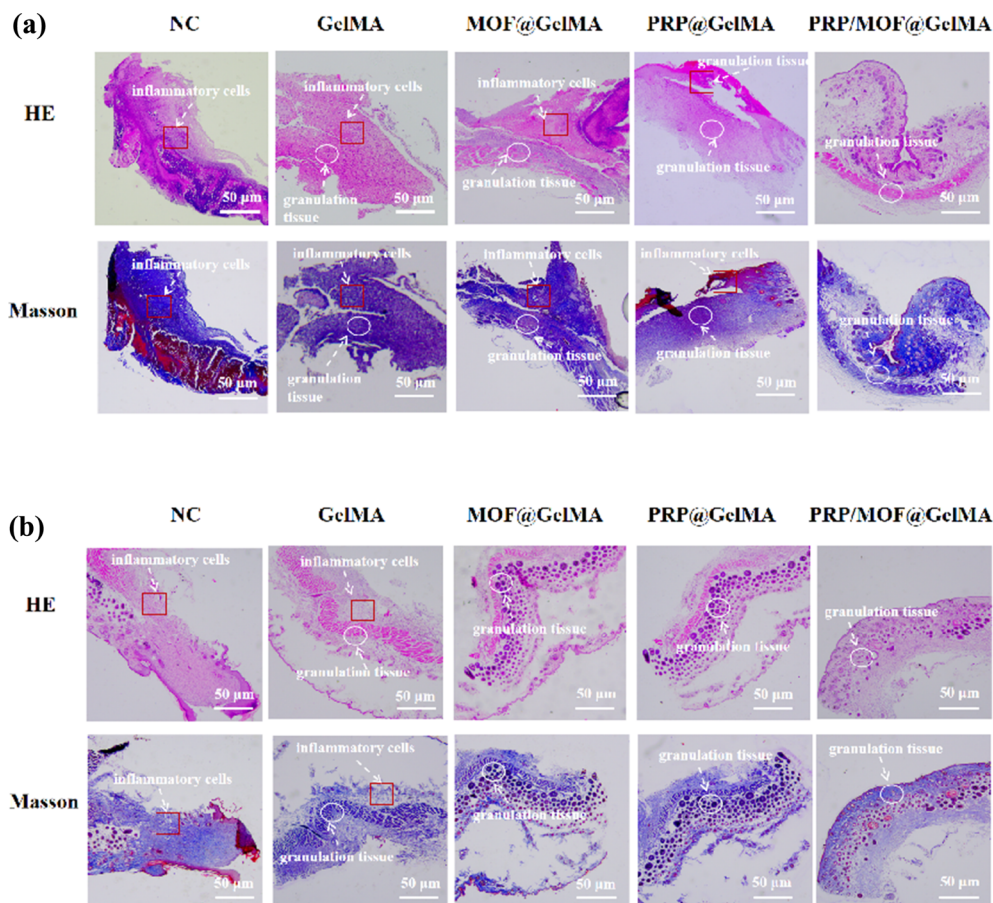 (a)
NC GelMA MOF@GelMA PRP@GelMA PRP/MOF@GelMA
HE
inflammatory cells
50 μm
inflammatory cells
granulation
tissue
50 μm
inflammatory cells
granulation tissue
50 μm
granulation tissue
granulation tissue
50 μm
granulation tissue
50 μm
Masson
inflammatory cells
50 μm
inflammatory cells
granulation
tissue
50 μm
inflammatory cells
granulation tissue
50 μm
inflammatory cells
granulation tissue
50 μm
granulation tissue
50 μm
(b)
NC GelMA MOF@GelMA PRP@GelMA PRP/MOF@GelMA
HE
inflammatory cells
50 μm
inflammatory cells
granulation tissue
50 μm
granulation tissue
50 μm
granulation tissue
50 μm
granulation tissue
50 μm
Masson
inflammatory cells
50 μm
inflammatory cells
granulation tissue
50 μm
granulation tissue
50 μm
granulation tissue
50 μm
granulation tissue
50 μm